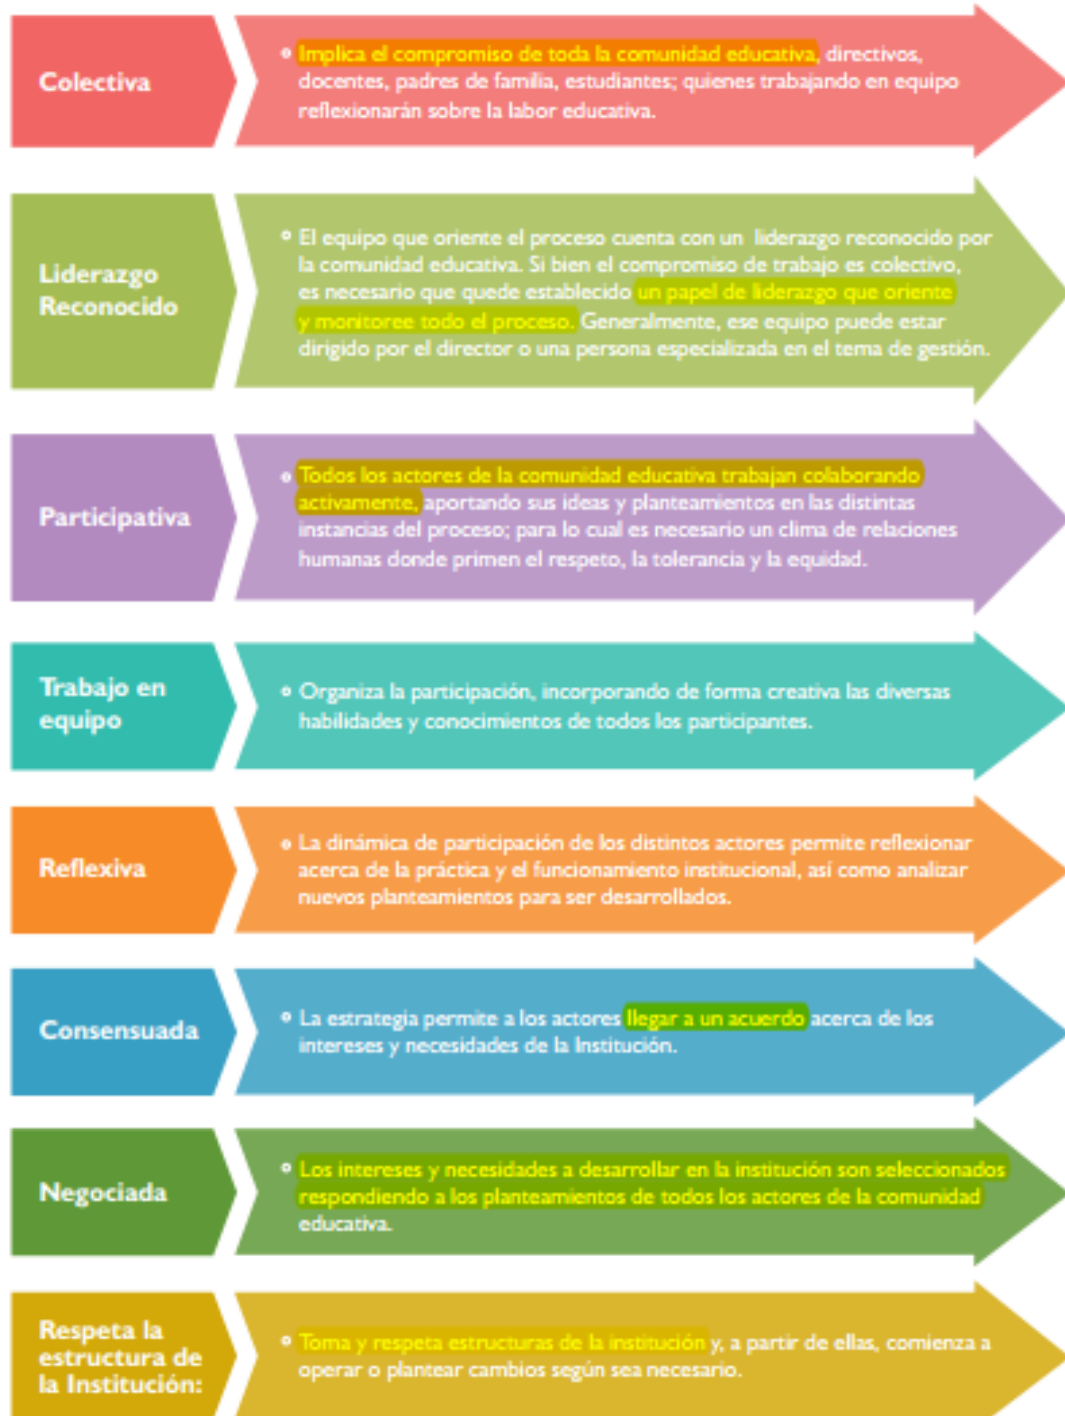 Colectiva
Implica el compromiso de toda la comunidad educativa, directivos,
docentes, padres de familia, estudiantes; quienes trabajando en equipo
reflexionarán sobre la labor educativa.
Liderazgo
Reconocido
El equipo que oriente el proceso cuenta con un liderazgo reconocido por
la comunidad educativa. Si bien el compromiso de trabajo es colectivo,
es necesario que quede establecido un papel de liderazgo que oriente
y monitoree todo el proceso. Generalmente, ese equipo puede estar
dirigido por el director o una persona especializada en el tema de gestión.
Participativa
Todos los actores de la comunidad educativa trabajan colaborando
activamente, aportando sus ideas y planteamientos en las distintas
instancias del proceso; para lo cual es necesario un clima de relaciones
humanas donde primen el respeto, la tolerancia y la equidad.
Trabajo en
equipo
Organiza la participación, incorporando de forma creativa las diversas
habilidades y conocimientos de todos los participantes.
Reflexiva
La dinámica de participación de los distintos actores permite reflexionar
acerca de la práctica y el funcionamiento institucional, así como analizar
nuevos planteamientos para ser desarrollados.
Consensuada
La estrategia permite a los actores llegar a un acuerdo acerca de los
intereses y necesidades de la Institución.
Negociada
Los intereses y necesidades a desarrollar en la institución son seleccionados
respondiendo a los planteamientos de todos los actores de la comunidad
educativa.
Respeta la
estructura de
la Institución:
Toma y respeta estructuras de la institución y, a partir de ellas, comienza a
operar o plantear cambios según sea necesario.